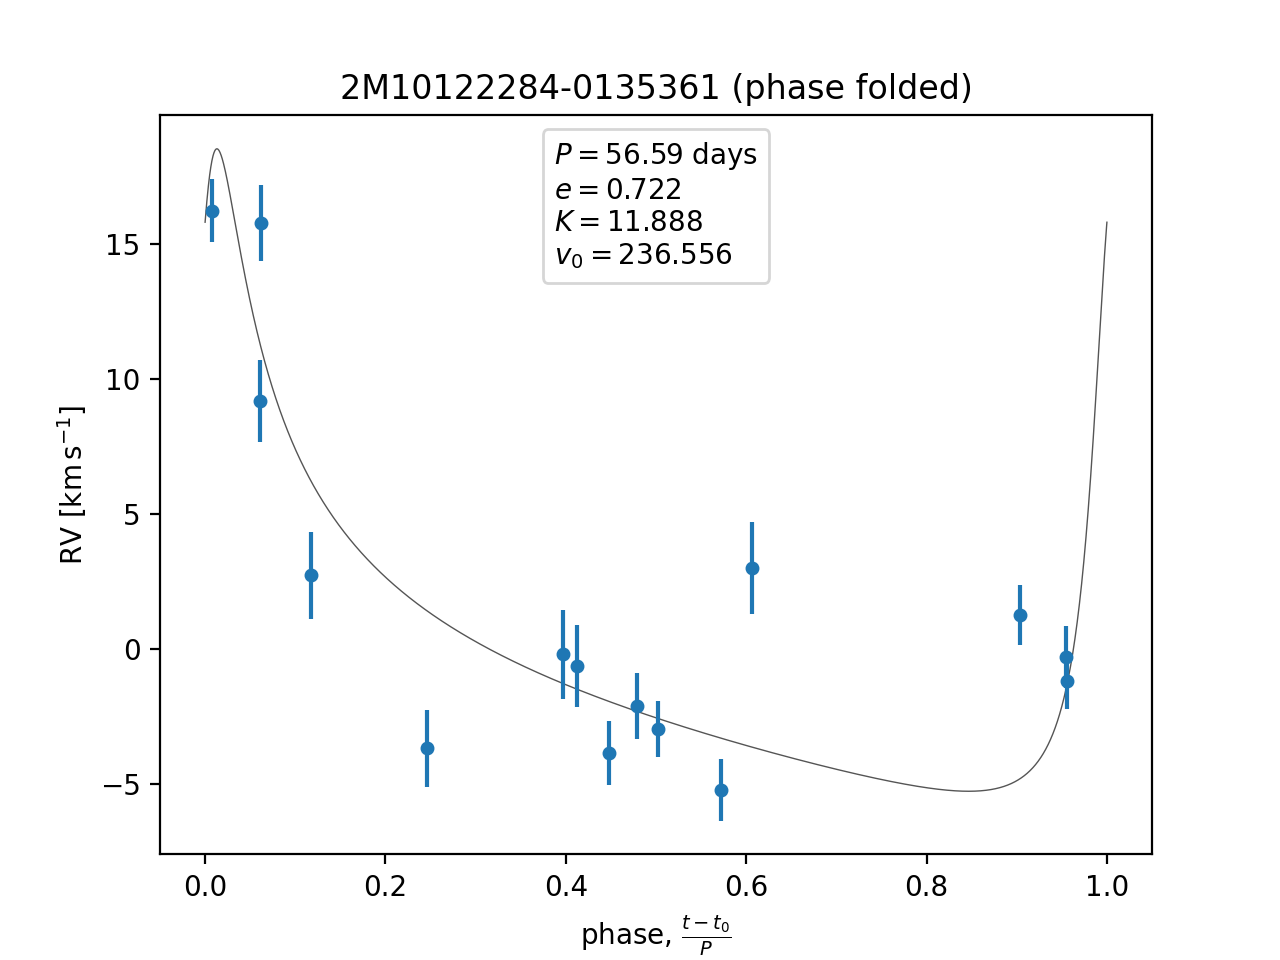 2M10122284-0135361 (phase folded)
P = 56.59 days
e = 0.722
K = 11.888
v₀ = 236.556
RV [km s⁻¹]
15
10
5
0
−5
0.0 0.2 0.4 0.6 0.8 1.0
phase, (t − t₀)/P